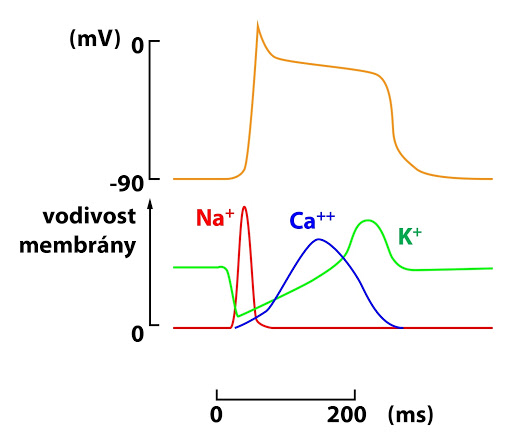 (mV) 0
-90
vodivost
membrány
Na⁺
Ca⁺⁺
K⁺
0
0 200 (ms)